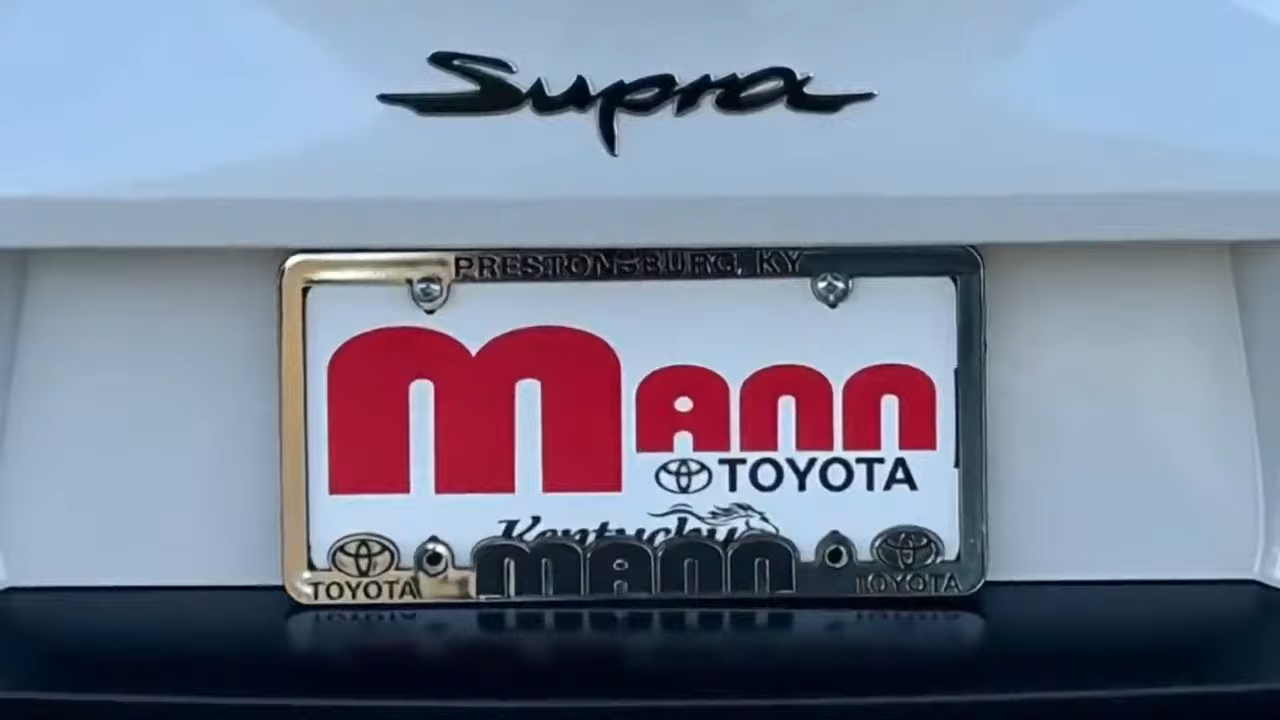 Supra
PRESTONSBURG, KY
mann
TOYOTA
Kentucky
TOYOTA
mann
TOYOTA